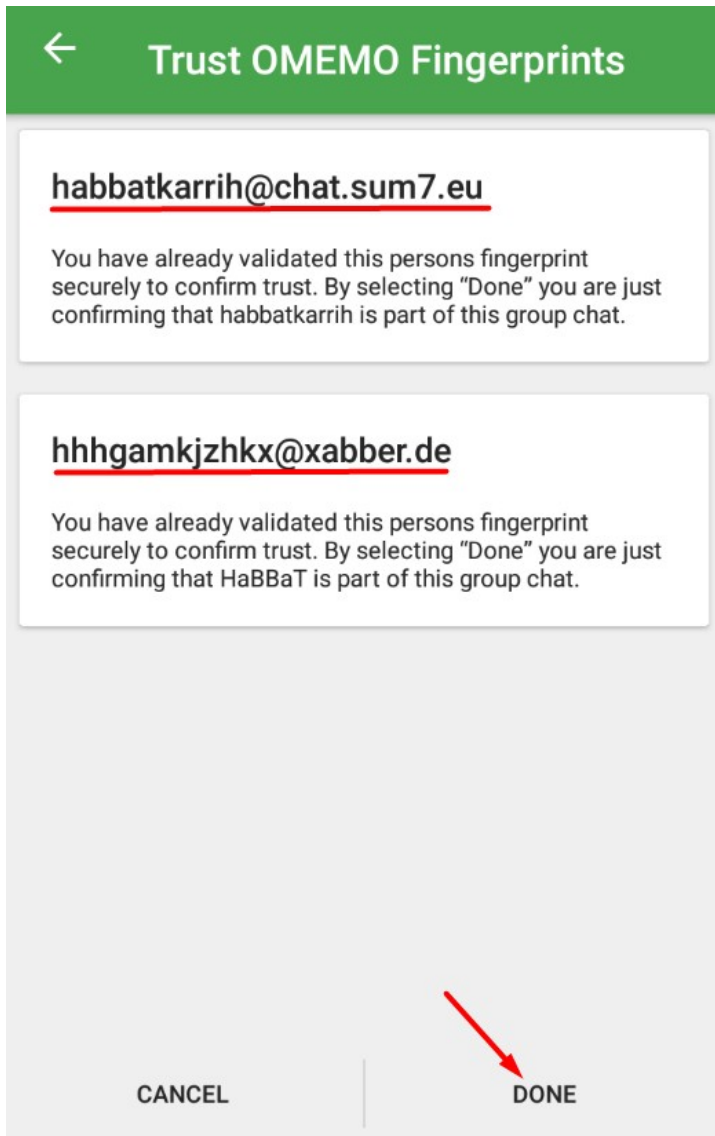 Trust OMEMO Fingerprints
habbatkarrih@chat.sum7.eu
You have already validated this persons fingerprint
securely to confirm trust. By selecting “Done” you are just
confirming that habbatkarrih is part of this group chat.
hhhgamkjzhkx@xabber.de
You have already validated this persons fingerprint
securely to confirm trust. By selecting “Done” you are just
confirming that HaBBaT is part of this group chat.
CANCEL
DONE